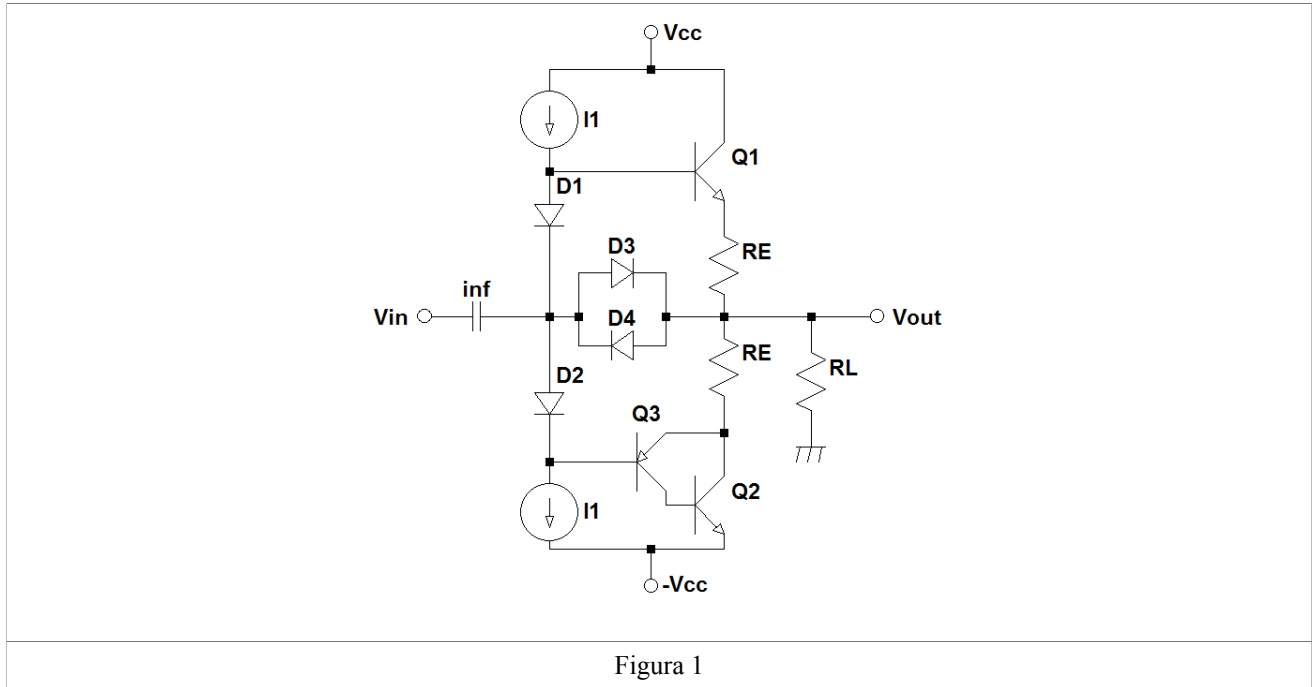 Vcc
I1
Q1
D1
RE
D3
inf
Vin
D4
Vout
RE
RL
D2
Q3
Q2
I1
-Vcc
Figura 1